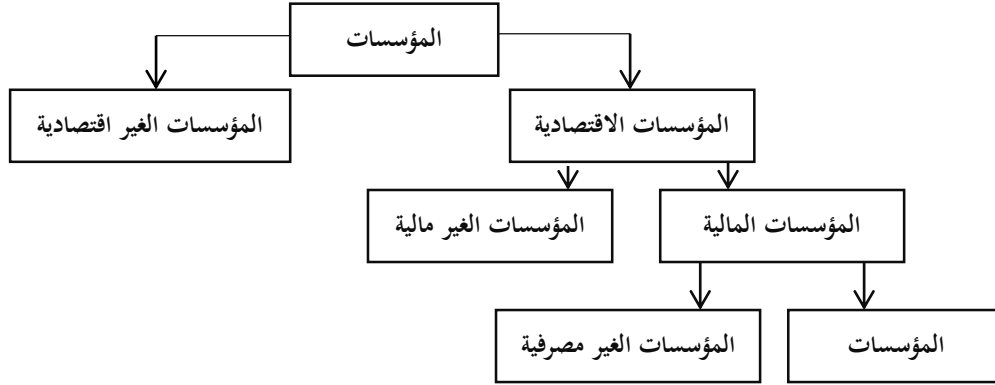 المؤسسات
المؤسسات الاقتصادية
المؤسسات الغير اقتصادية
المؤسسات المالية
المؤسسات الغير مالية
المؤسسات
المؤسسات الغير مصرفية